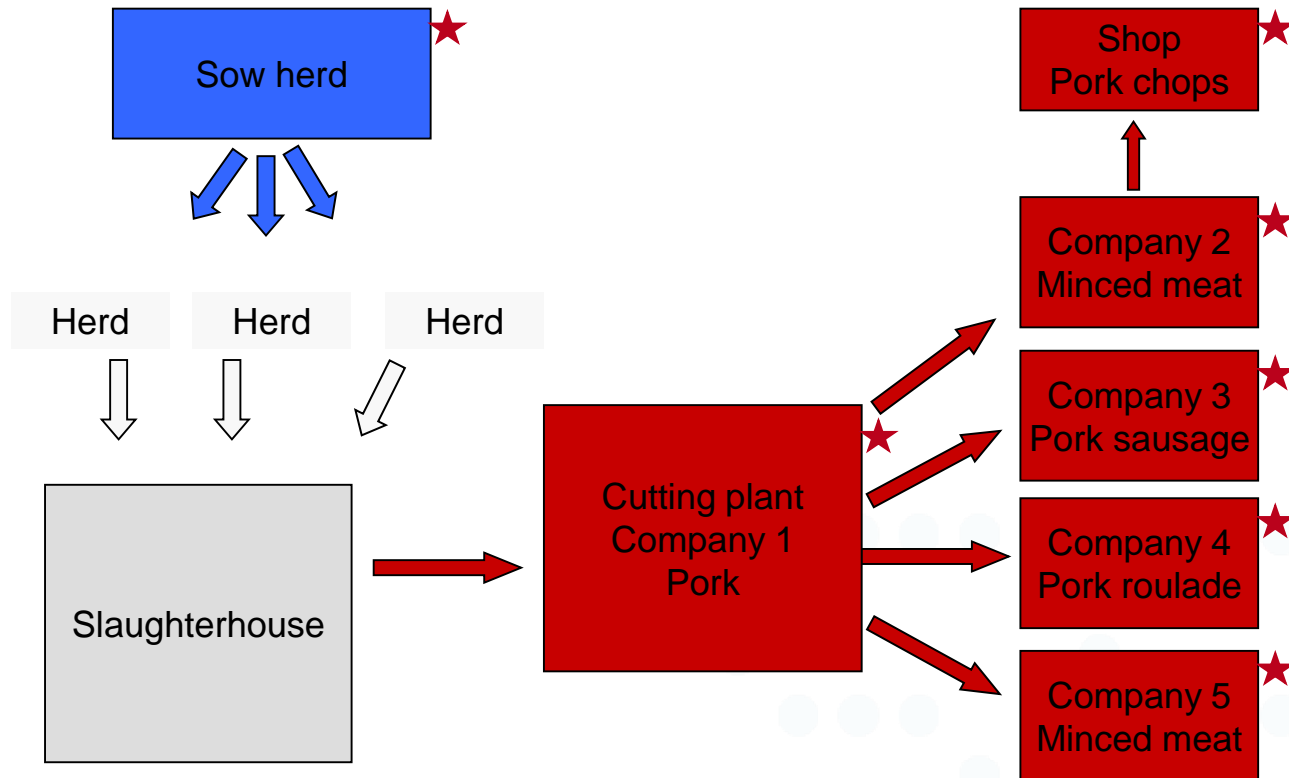 Sow herd
Herd
Herd
Herd
Slaughterhouse
Cutting plant
Company 1
Pork
Shop
Pork chops
Company 2
Minced meat
Company 3
Pork sausage
Company 4
Pork roulade
Company 5
Minced meat